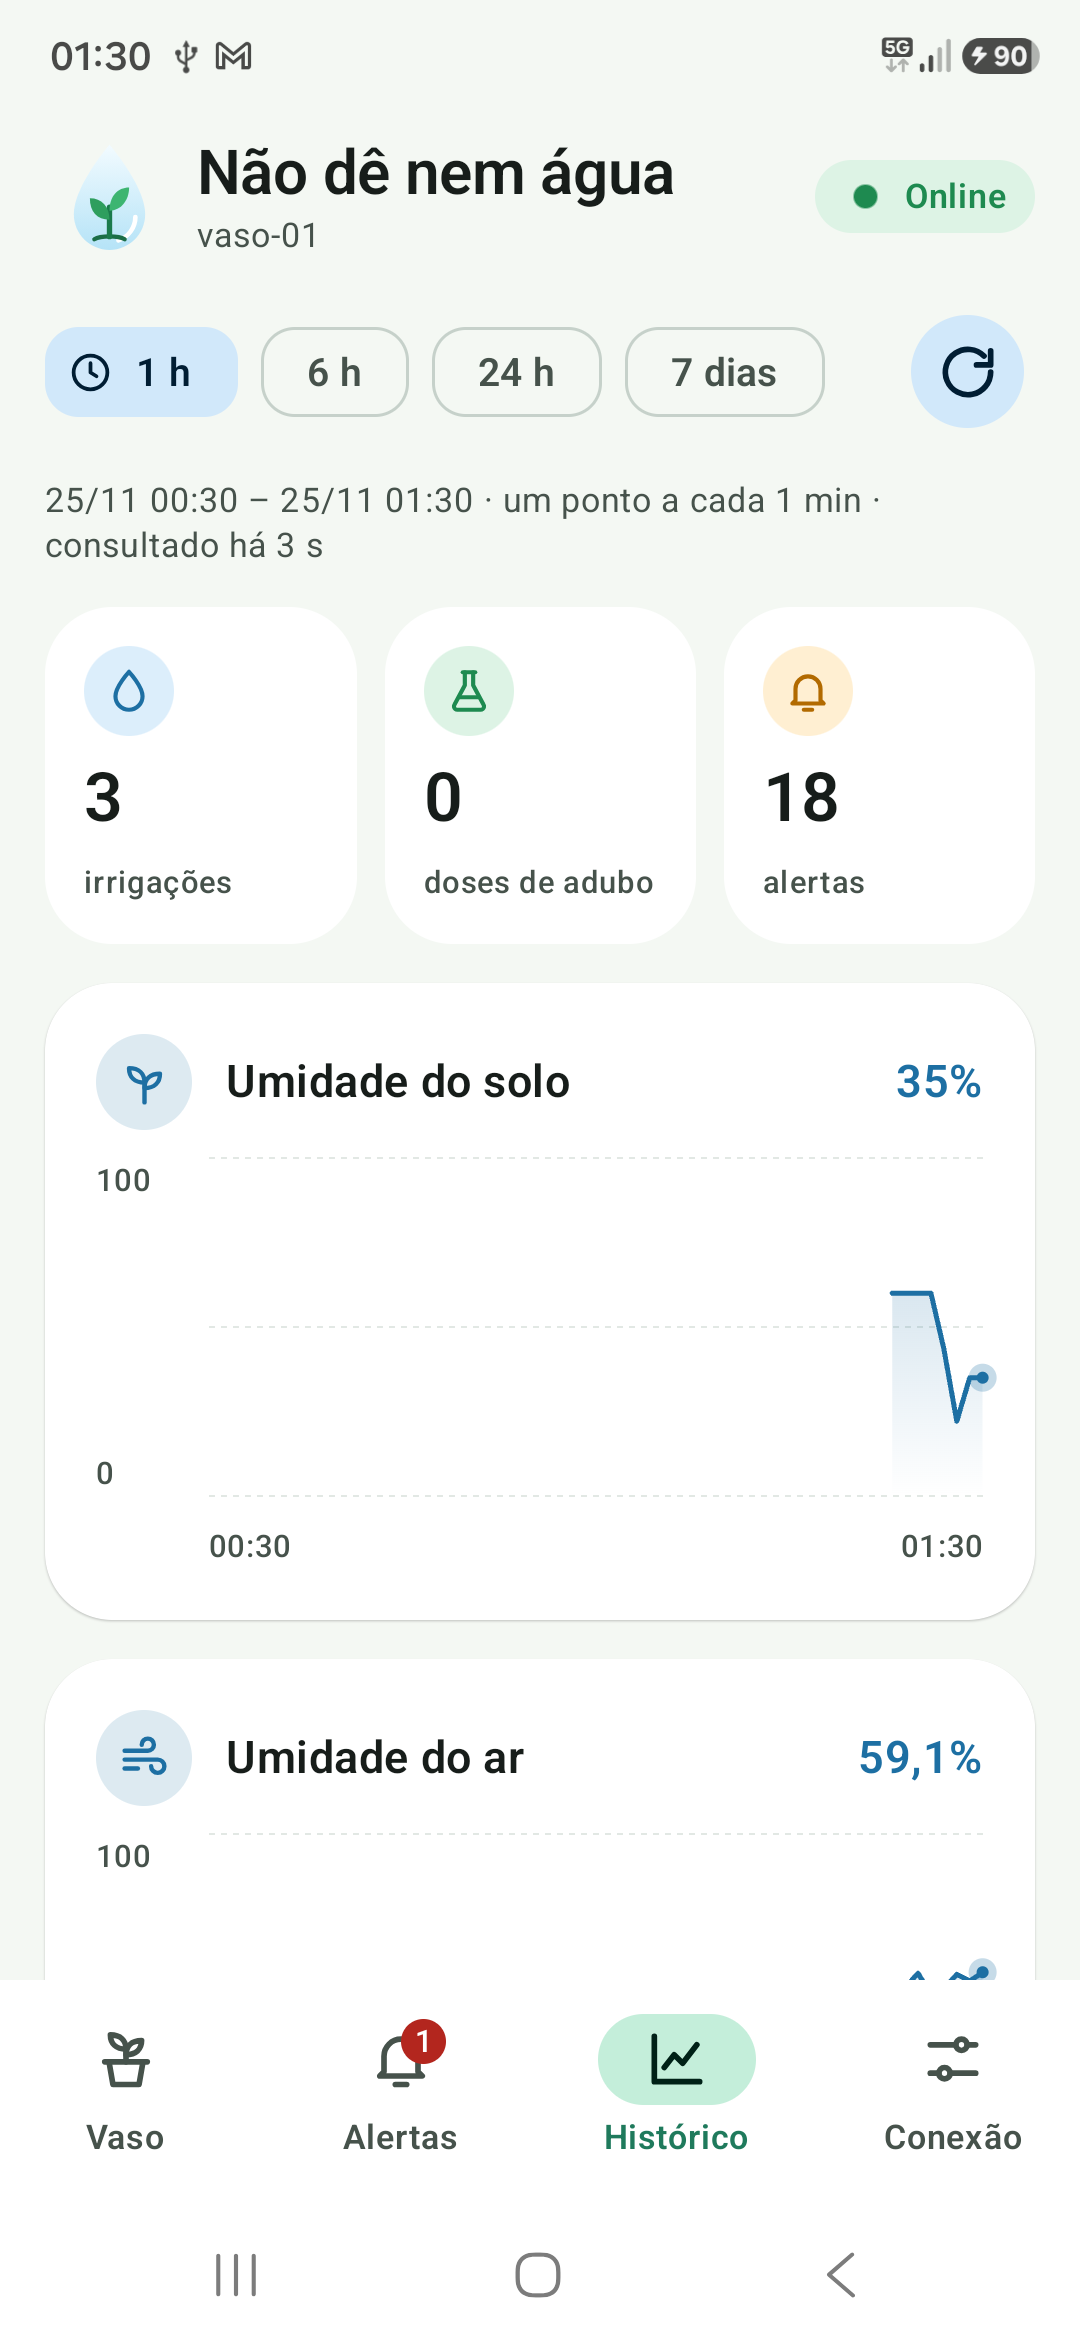 01:30
5G
90
Não dê nem água
vaso-01
Online
1 h
6 h
24 h
7 dias
25/11 00:30 – 25/11 01:30 · um ponto a cada 1 min ·
consultado há 3 s
3
irrigações
0
doses de adubo
18
alertas
Umidade do solo
35%
100
0
00:30
01:30
Umidade do ar
59,1%
100
Vaso
1
Alertas
Histórico
Conexão